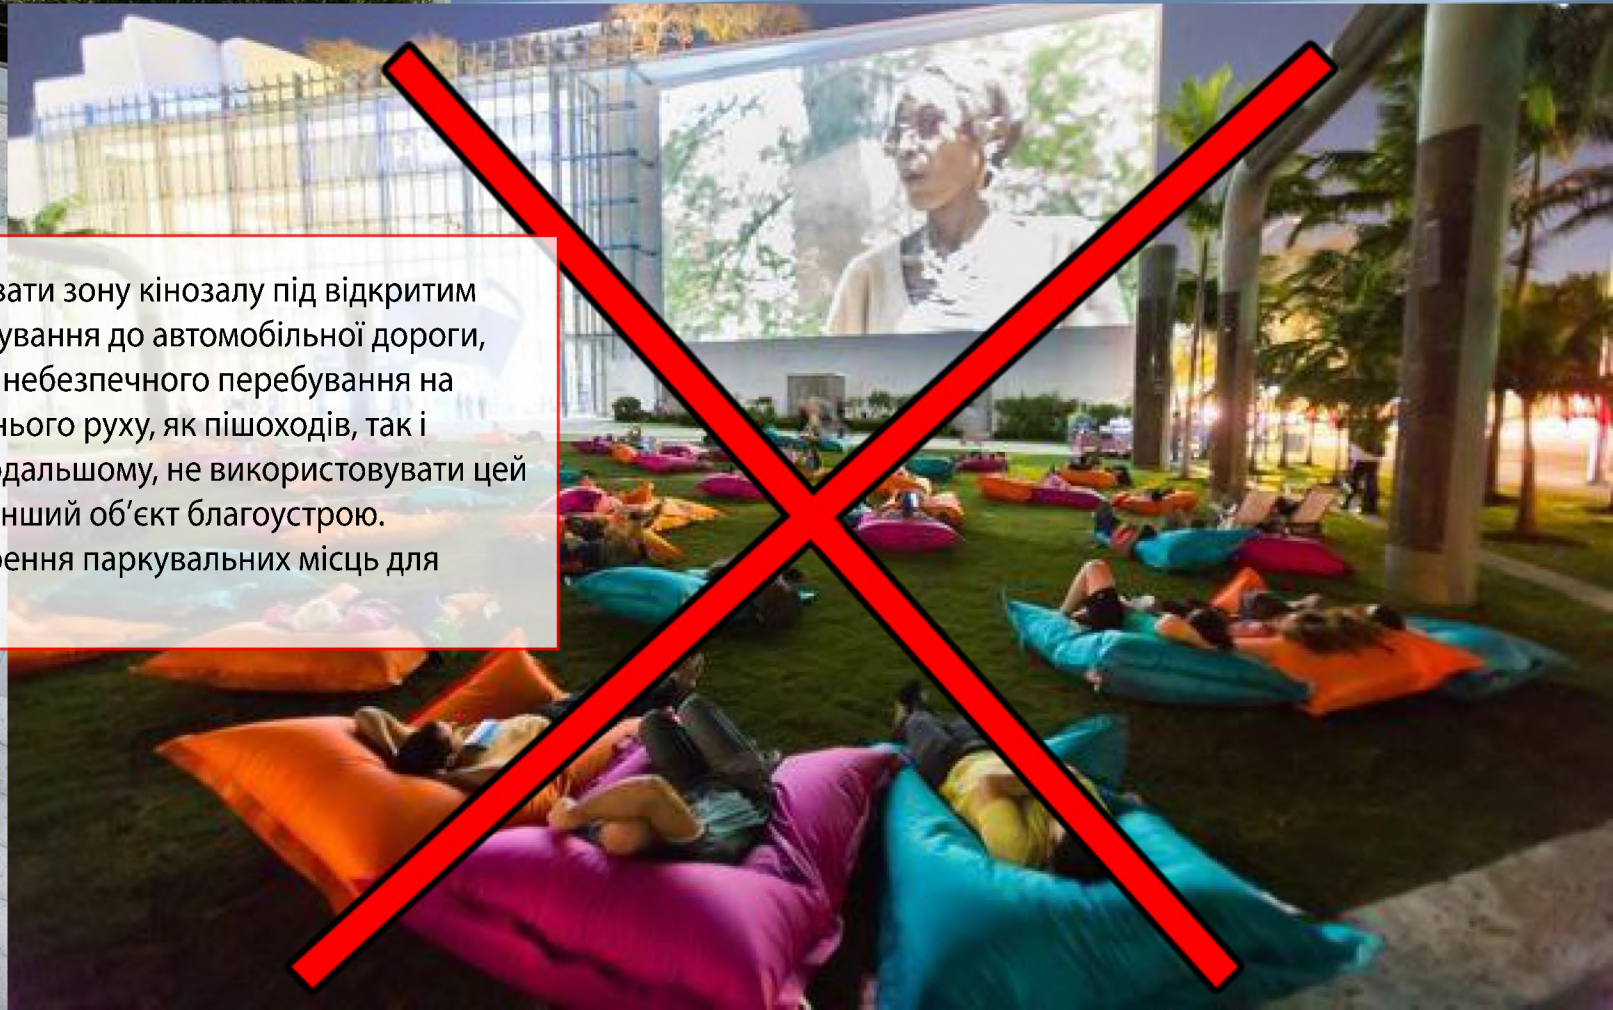 вати зону кінозалу під відкритим
ування до автомобільної дороги,
небезпечного перебування на
нього руху, як пішоходів, так і
одальшому, не використовувати цей
нший об'єкт благоустрою.
рення паркувальних місць для